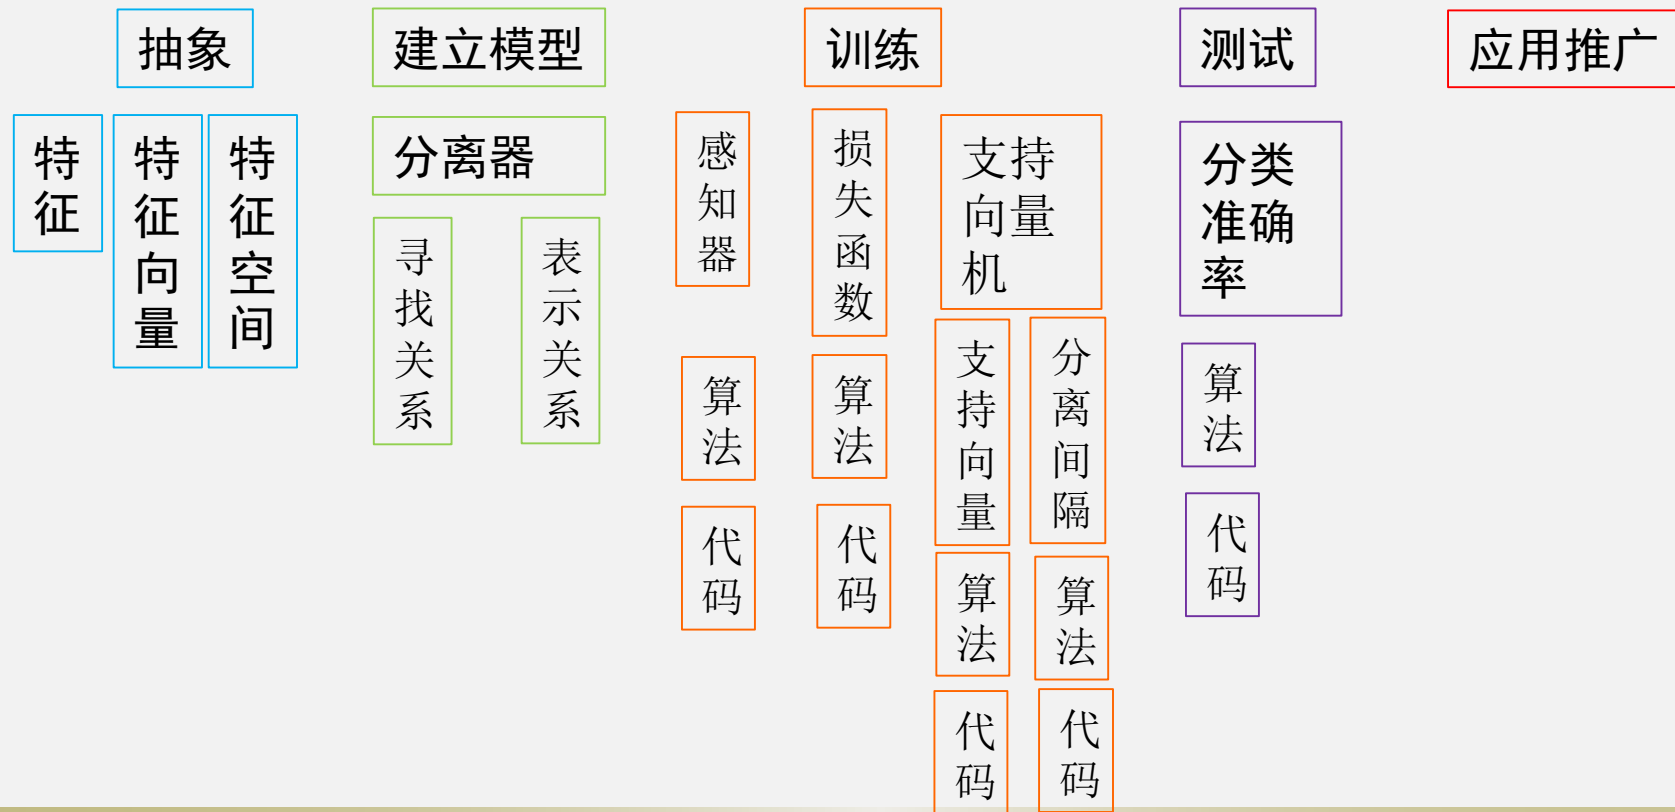 抽象
建立模型
训练
测试
应用推广
特征
特征向量
特征空间
分离器
寻找关系
表示关系
感知器
算法
代码
损失函数
算法
代码
支持
向量
机
支持向量
算法
代码
分离间隔
算法
代码
分类
准确
率
算法
代码